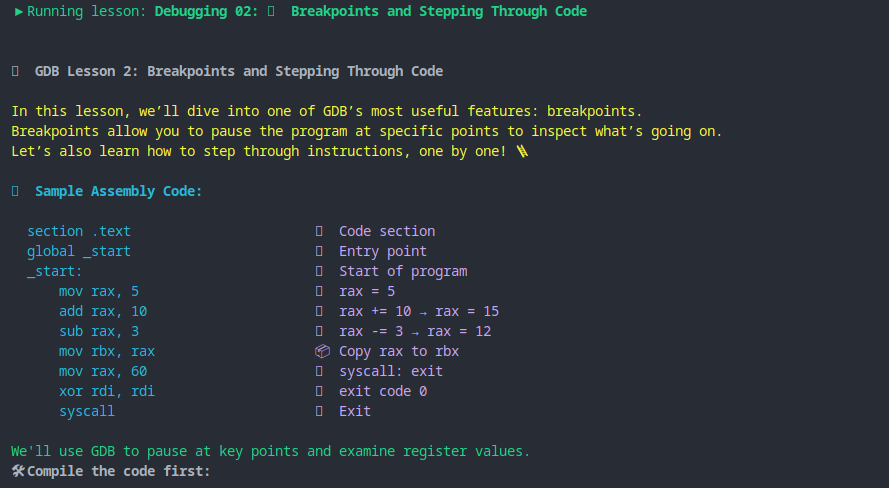 ▶ Running lesson: Debugging 02: Breakpoints and Stepping Through Code
GDB Lesson 2: Breakpoints and Stepping Through Code
In this lesson, we’ll dive into one of GDB’s most useful features: breakpoints.
Breakpoints allow you to pause the program at specific points to inspect what’s going on.
Let’s also learn how to step through instructions, one by one! 🪜
Sample Assembly Code:
section .text Code section
global _start Entry point
_start: Start of program
mov rax, 5 rax = 5
add rax, 10 rax += 10 → rax = 15
sub rax, 3 rax -= 3 → rax = 12
mov rbx, rax 📦 Copy rax to rbx
mov rax, 60 syscall: exit
xor rdi, rdi exit code 0
syscall Exit
We'll use GDB to pause at key points and examine register values.
🛠Compile the code first: